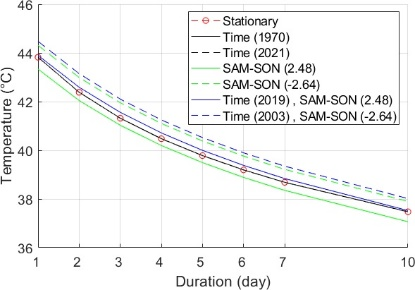 46
44
42
40
38
36
Temperature (°C)
Stationary
Time (1970)
Time (2021)
SAM-SON (2.48)
SAM-SON (-2.64)
Time (2019) , SAM-SON (2.48)
Time (2003) , SAM-SON (-2.64)
1 2 3 4 5 6 7 10
Duration (day)